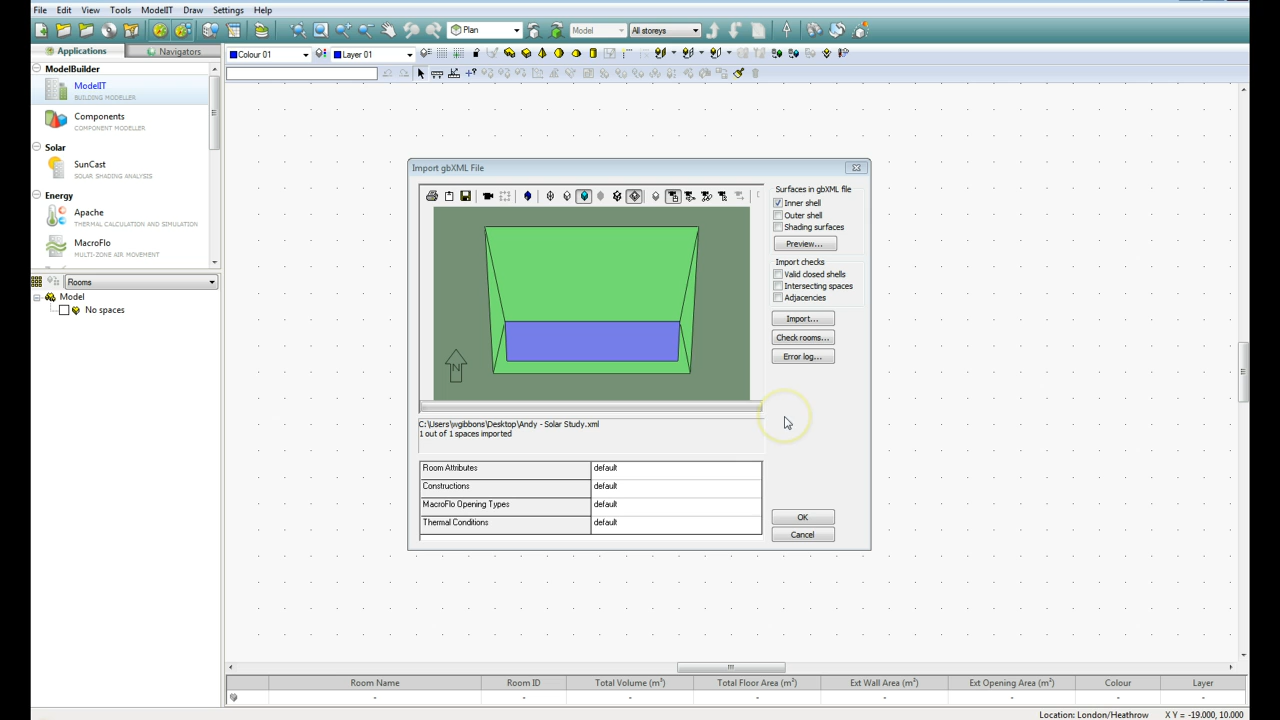 File Edit View Tools ModelIT Draw Reports Settings Help
Plan Model All storeys
Applications Navigators
Colour 01 Layer 01
ModelBuilder
ModelIT
BUILDING MODELLER
Components
COMPONENT MODELLER
Solar
SunCast
SOLAR SHADING ANALYSIS
Energy
Apache
THERMAL CALCULATION AND SIMULATION
MacroFlo
MULTI-ZONE AIR MOVEMENT
Rooms
Model
No spaces
Import gbXML File
N
C:\Users\wgibbons\Desktop\Andy - Solar Study.xml
1 out of 1 spaces imported
Room Attributes default
Constructions default
MacroFlo Opening Types default
Thermal Conditions default
Surfaces in gbXML file
Inner shell
Outer shell
Shading surfaces
Preview...
Import checks
Valid closed shells
Intersecting spaces
Adjacencies
Import...
Check rooms...
Error log...
OK
Cancel
Room Name Room ID Total Volume (m³) Total Floor Area (m²) Ext Wall Area (m²) Ext Opening Area (m²) Colour Layer
- - - - - - - -
Location: London/Heathrow X Y = -19.000, 10.000